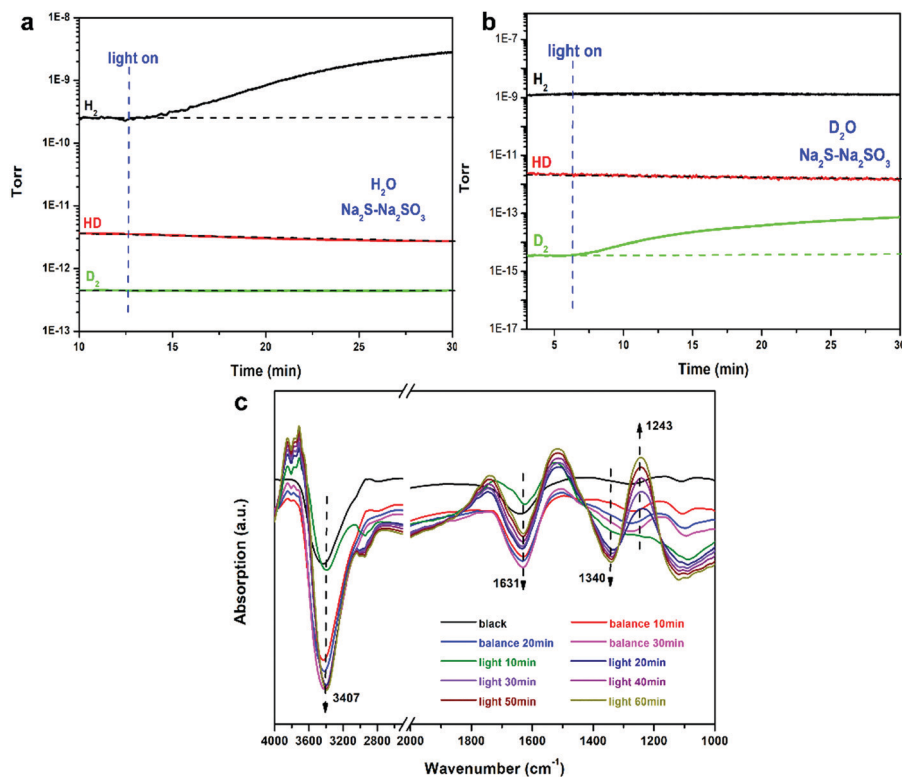 a
light on
H2
HD
D2
H2O
Na2S-Na2SO3
1E-8
1E-9
1E-10
1E-11
1E-12
1E-13
Torr
10
15
20
25
30
Time (min)
b
light on
H2
HD
D2
D2O
Na2S-Na2SO3
1E-7
1E-9
1E-11
1E-13
1E-15
1E-17
Torr
5
10
15
20
25
30
Time (min)
c
1243
1631
1340
3407
black
balance 10min
balance 20min
balance 30min
light 10min
light 20min
light 30min
light 40min
light 50min
light 60min
Absorption (a.u.)
4000 3600 3200 2800 2000 1800 1600 1400 1200 1000
Wavenumber (cm-1)